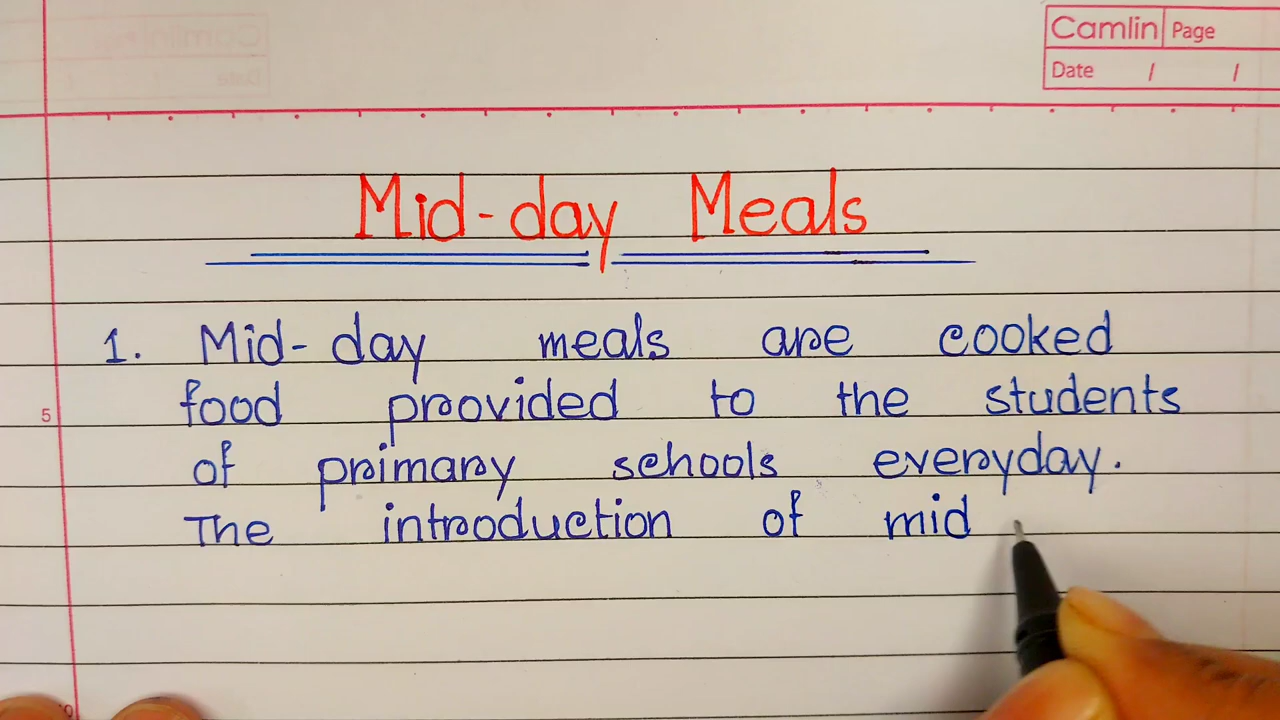 Camlin Page
Date / /
Mid-day Meals
1. Mid-day meals are cooked
food provided to the students
5
of primary schools everyday.
The introduction of mid